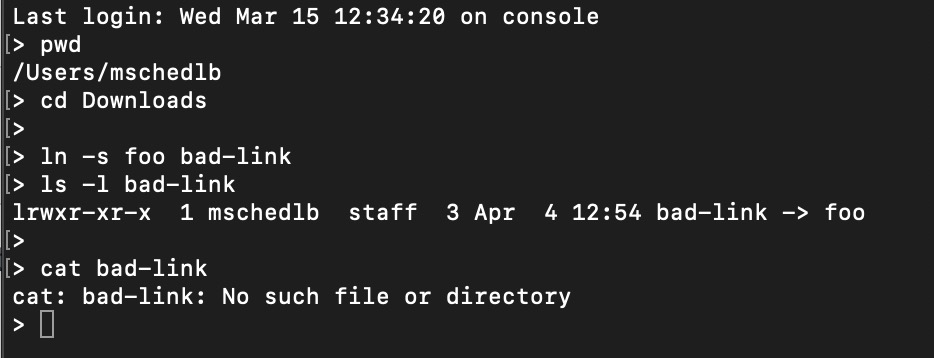 Last login: Wed Mar 15 12:34:20 on console
[> pwd
/Users/mschedlb
[> cd Downloads
[>
[> ln -s foo bad-link
[> ls -l bad-link
lrwxr-xr-x  1 mschedlb  staff  3 Apr  4 12:54 bad-link -> foo
[>
[> cat bad-link
cat: bad-link: No such file or directory
>